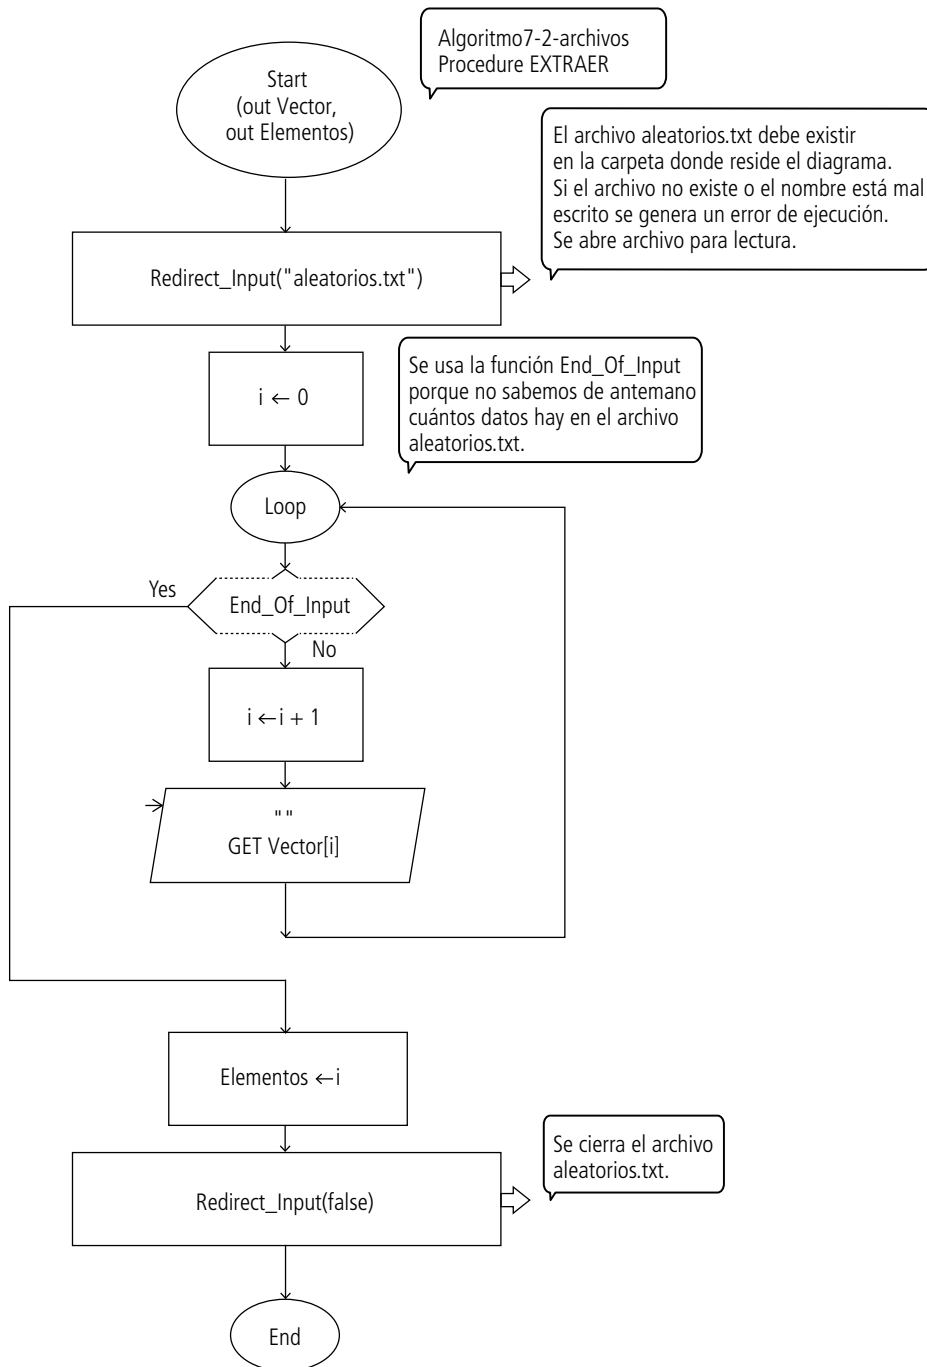 Algoritmo7-2-archivos
Procedure EXTRAER
Start
(out Vector,
out Elementos)
El archivo aleatorios.txt debe existir
en la carpeta donde reside el diagrama.
Si el archivo no existe o el nombre está mal
escrito se genera un error de ejecución.
Se abre archivo para lectura.
Redirect_Input("aleatorios.txt")
Se usa la función End_Of_Input
porque no sabemos de antemano
cuántos datos hay en el archivo
aleatorios.txt.
i ← 0
Loop
Yes
End_Of_Input
No
i ←i + 1
" "
GET Vector[i]
Elementos ←i
Se cierra el archivo
aleatorios.txt.
Redirect_Input(false)
End